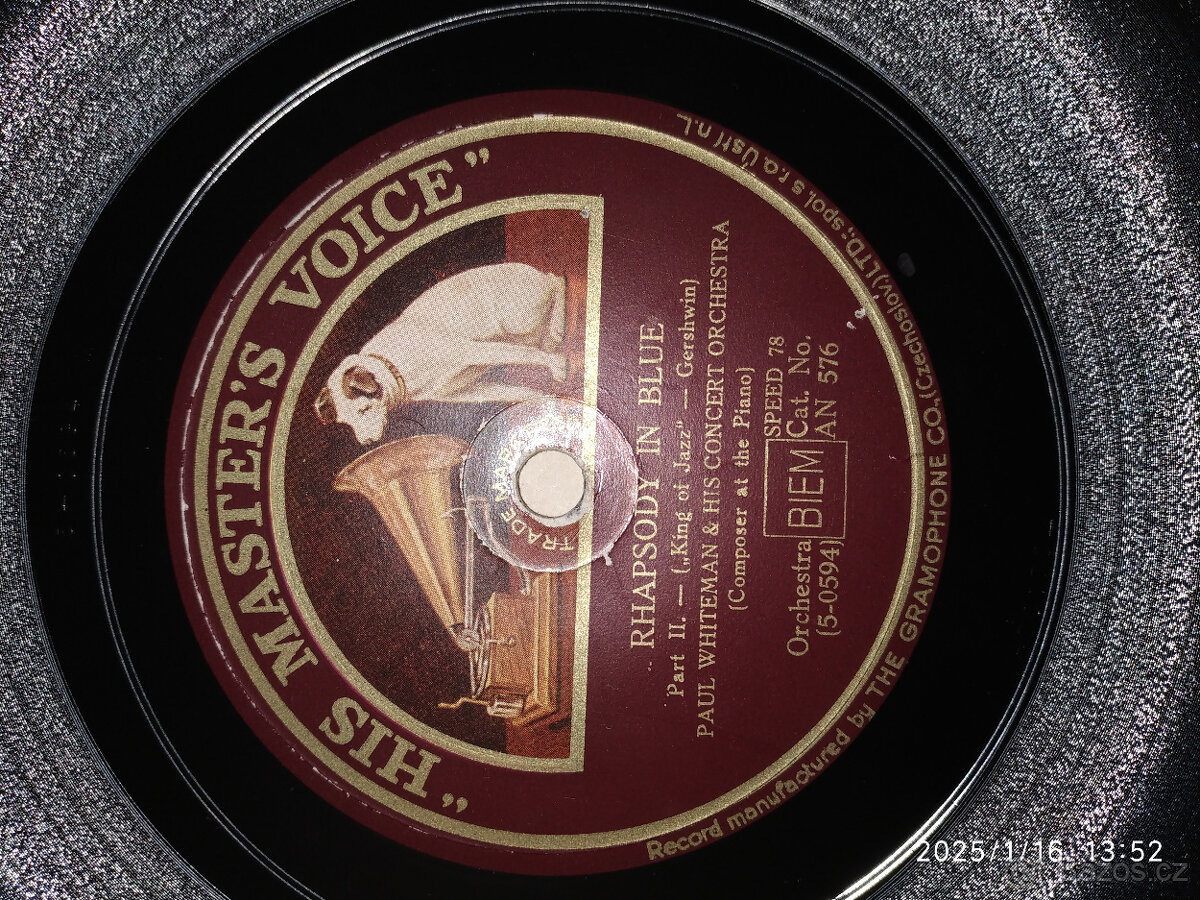 "HIS MASTER'S VOICE"
TRADE MARK
RHAPSODY IN BLUE
Part II. — („King of Jazz" — Gershwin)
PAUL WHITEMAN & HIS CONCERT ORCHESTRA
(Composer at the Piano)
SPEED 78
Orchestra BIEM Cat. No.
(5-0594) AN 576
Record manufactured by THE GRAMOPHONE CO., (Czechoslov.) LTD.; spol. s r.o. Ústí n. L.
2025/1/16 13:52